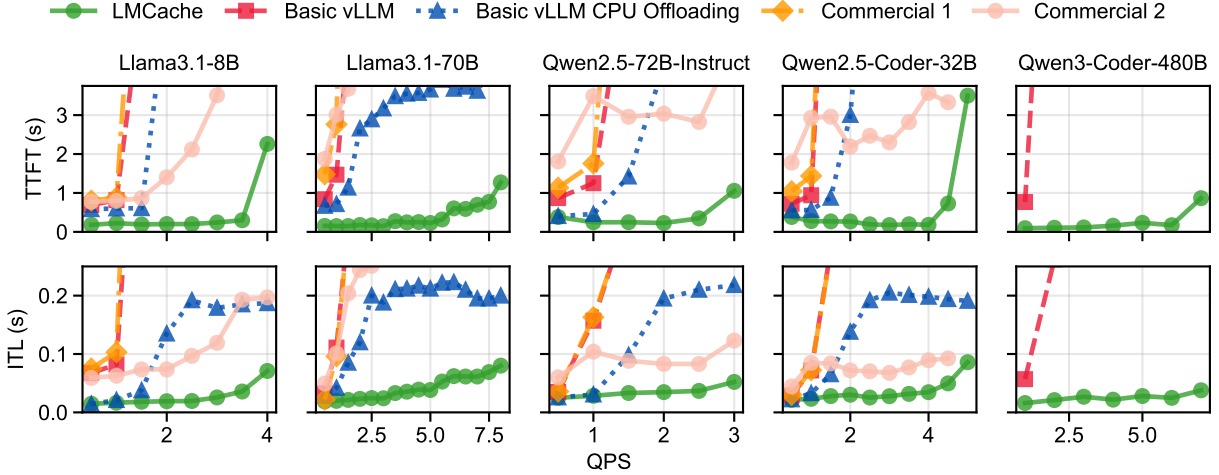 LMCache Basic vLLM Basic vLLM CPU Offloading Commercial 1 Commercial 2
Llama3.1-8B Llama3.1-70B Qwen2.5-72B-Instruct Qwen2.5-Coder-32B Qwen3-Coder-480B
TTFT (s)
3
2
1
0
ITL (s)
0.2
0.1
0.0
2 4 2.5 5.0 7.5 1 2 3 2 4 2.5 5.0
QPS